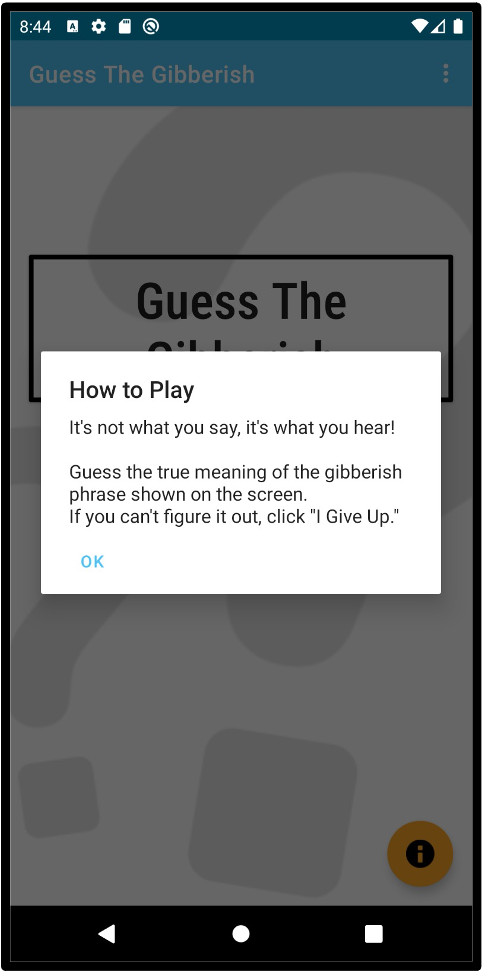 8:44
Guess The Gibberish
Guess The
Gibberish
How to Play
It's not what you say, it's what you hear!
Guess the true meaning of the gibberish
phrase shown on the screen.
If you can't figure it out, click "I Give Up."
OK